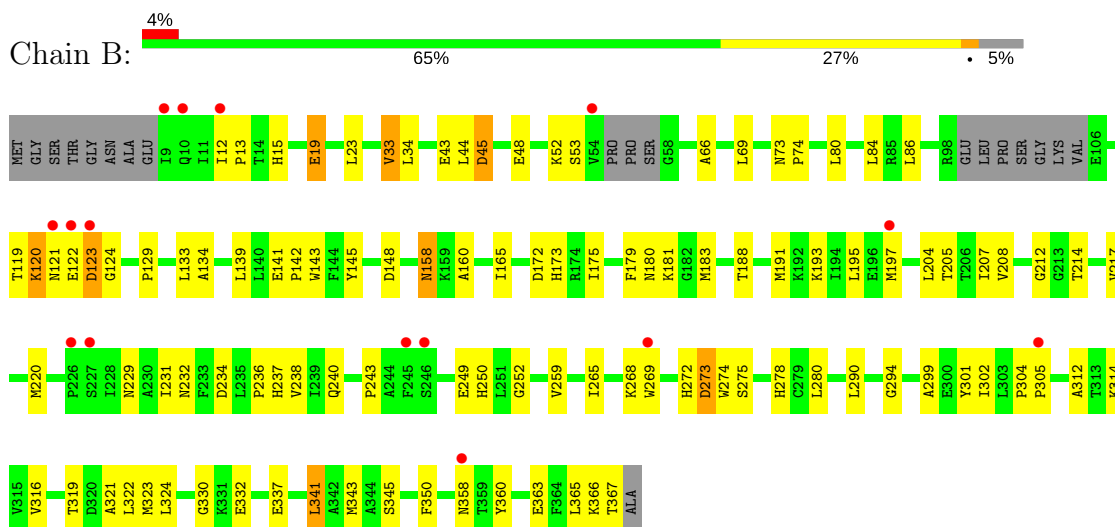 4%
Chain B:
65% 27% • 5%
MET GLY SER THR GLY ASN ALA GLU I9 Q10 I11 I12 P13 T14 H15 E19 L23 V33 L34 E43 L44 D45 E48 K52 S53 V54 PRO PRO SER G58 A66 L69 N73 P74 L80 L84 R85 L86 R98 GLU LEU PRO SER GLY LYS VAL E106
T119 K120 N121 E122 D123 G124 P129 L133 A134 L139 L140 E141 P142 W143 F144 Y145 D148 N158 K159 A160 I165 D172 H173 R174 I175 F179 N180 K181 G182 M183 T188 M191 K192 K193 I194 L195 E196 M197 L204 T205 T206 I207 V208 G212 G213 T214 V217
M220 P226 S227 I228 N229 A230 I231 N232 F233 D234 L235 P236 H237 V238 I239 Q240 P243 A244 F245 S246 E249 H250 L251 G252 V259 I265 K268 W269 H272 D273 W274 S275 H278 C279 L280 L290 G294 A299 E300 Y301 I302 L303 P304 P305 A312 T313 K314
V315 V316 T319 D320 A321 L322 M323 L324 G330 K331 E332 E337 L341 A342 M343 A344 S345 F350 N358 T359 Y360 E363 F364 L365 K366 T367 ALA